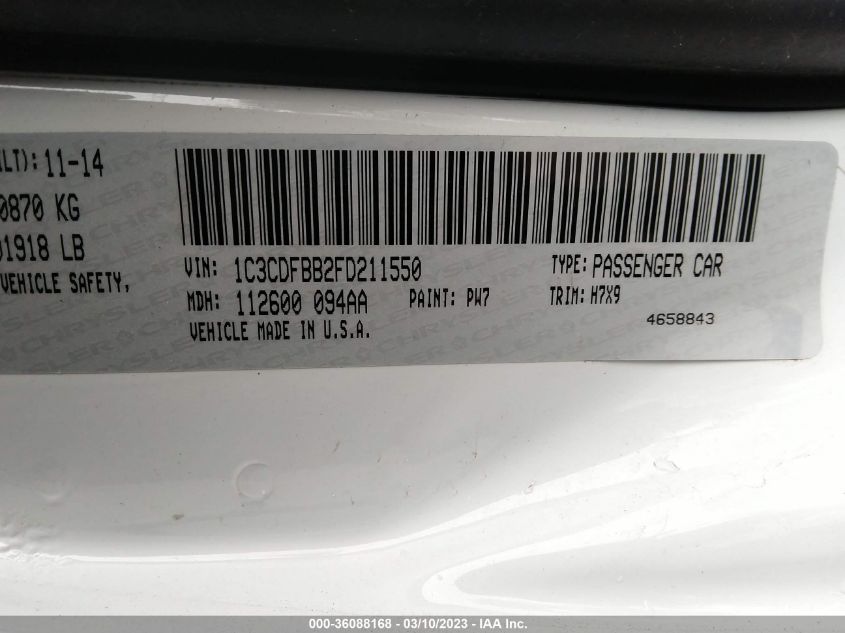 LT): 11-14
0870 KG
01918 LB
VEHICLE SAFETY,
VIN: 1C3CDFBB2FD211550
TYPE: PASSENGER CAR
MDH: 112600 094AA
PAINT: PW7
TRIM: H7X9
VEHICLE MADE IN U.S.A.
4658843
000-36088168 - 03/10/2023 - IAA Inc.